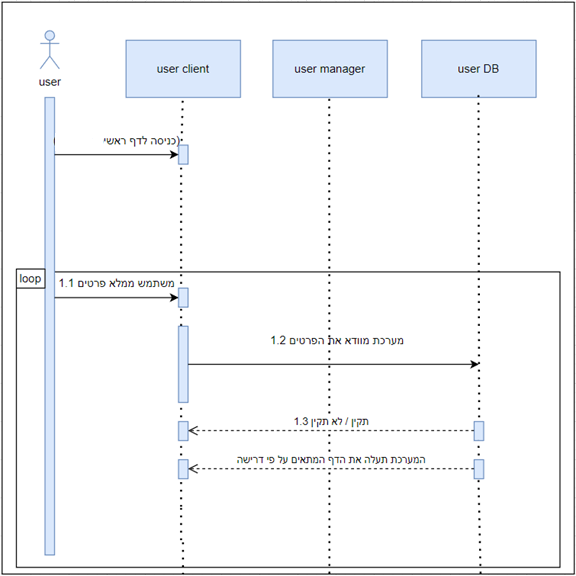 user
user client
user manager
user DB
(כניסה לדף ראשי
loop
1.1 משתמש ממלא פרטים
1.2 מערכת מוודא את הפרטים
1.3 תקין / לא תקין
המערכת תעלה את הדף המתאים על פי דרישה